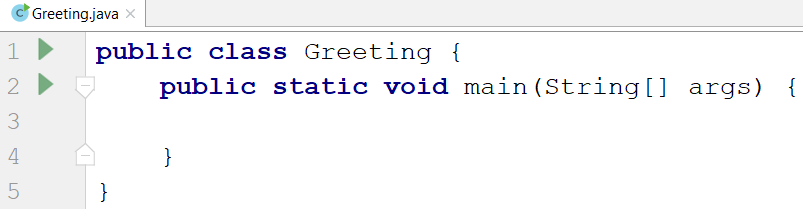 Greeting.java
1 public class Greeting {
2     public static void main(String[] args) {
3
4     }
5 }